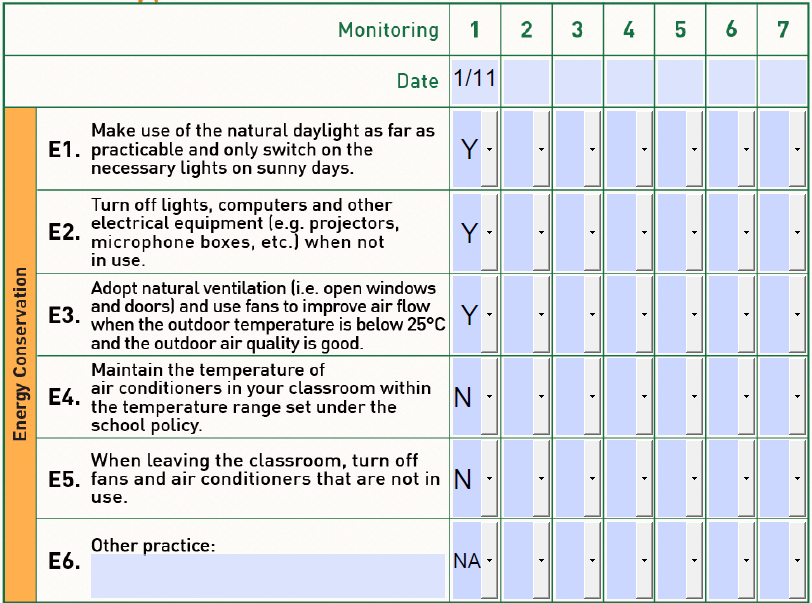 Monitoring 1 2 3 4 5 6 7
Date 1/11
Energy Conservation
E1. Make use of the natural daylight as far as
practicable and only switch on the
necessary lights on sunny days.
Y
E2. Turn off lights, computers and other
electrical equipment (e.g. projectors,
microphone boxes, etc.) when not
in use.
Y
E3. Adopt natural ventilation (i.e. open windows
and doors) and use fans to improve air flow
when the outdoor temperature is below 25°C
and the outdoor air quality is good.
Y
E4. Maintain the temperature of
air conditioners in your classroom within
the temperature range set under the
school policy.
N
E5. When leaving the classroom, turn off
fans and air conditioners that are not in
use.
N
E6. Other practice:
NA